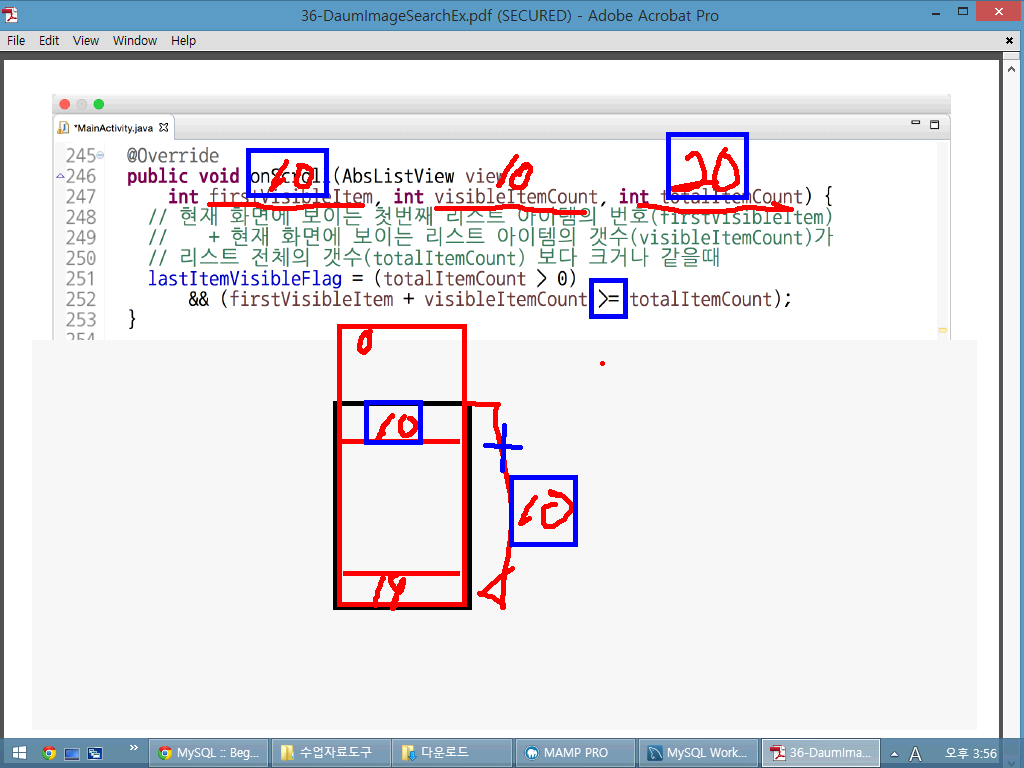 36-DaumImageSearchEx.pdf (SECURED) - Adobe Acrobat Pro
File Edit View Window Help
*MainActivity.java
245 @Override
246 public void onScroll(AbsListView view
247 int firstVisibleItem, int visibleItemCount, int totalItemCount) {
248 // 현재 화면에 보이는 첫번째 리스트 아이템의 번호(firstVisibleItem)
249 // + 현재 화면에 보이는 리스트 아이템의 갯수(visibleItemCount)가
250 // 리스트 전체의 갯수(totalItemCount) 보다 크거나 같을때
251 lastItemVisibleFlag = (totalItemCount > 0)
252 && (firstVisibleItem + visibleItemCount >= totalItemCount);
253 }
254
10 10 20
0
10
+
10
19
MySQL :: Beg... 수업자료도구 다운로드 MAMP PRO MySQL Work... 36-DaumIma... A 오후 3:56